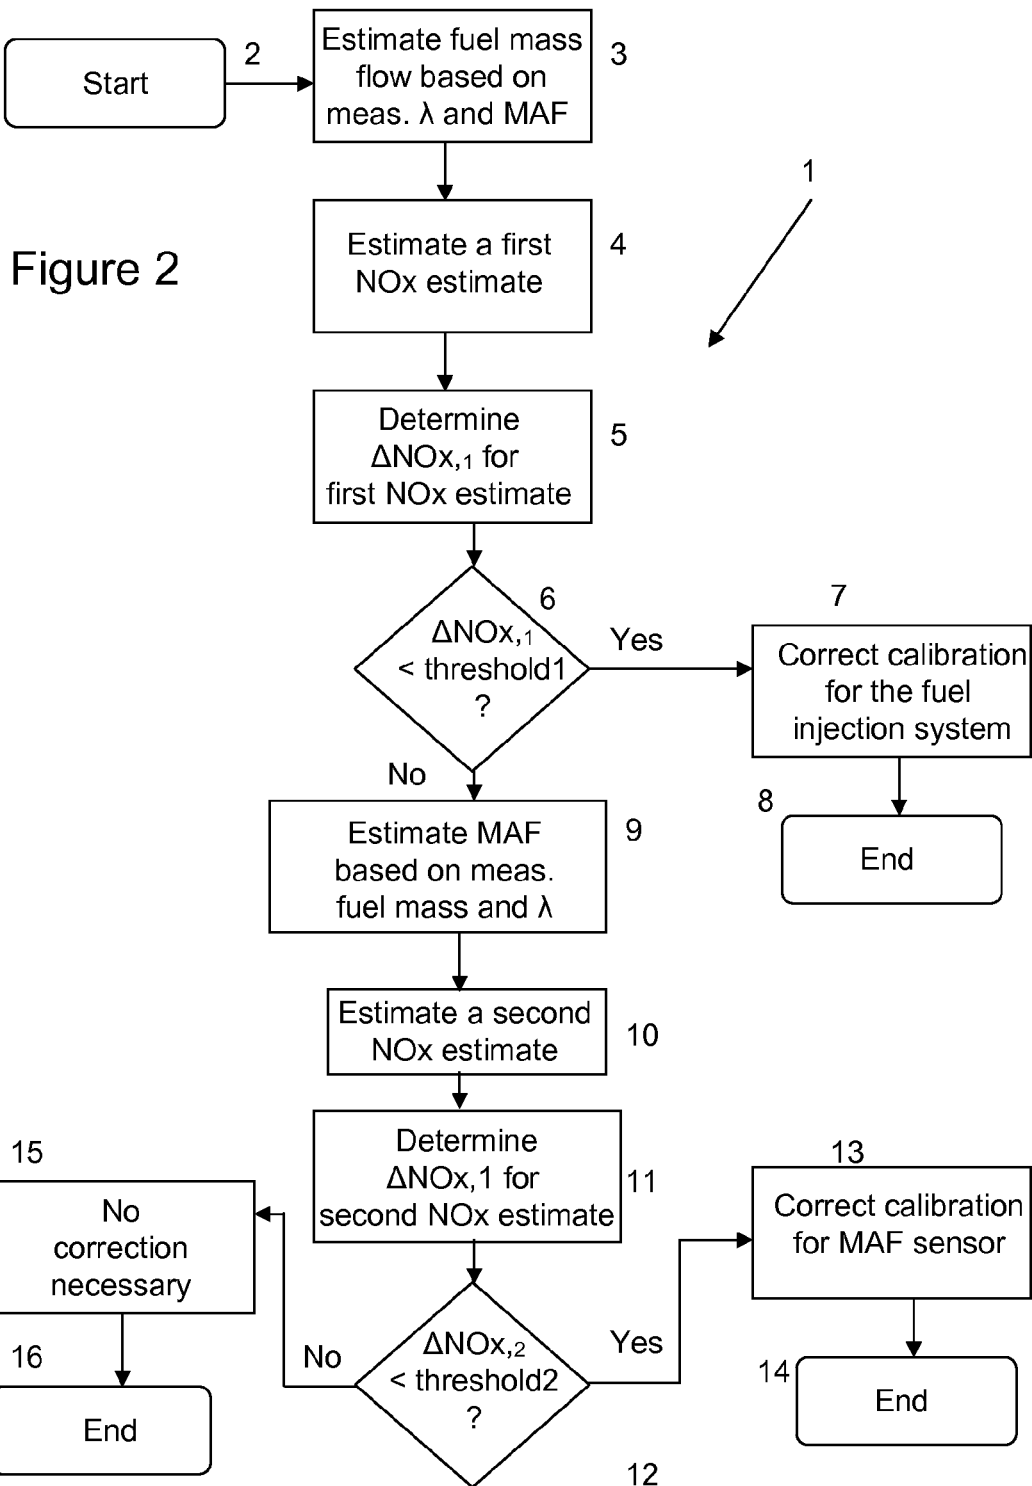 Start
2
Estimate fuel mass
flow based on
meas. λ and MAF
3
1
Estimate a first
NOx estimate
4
Figure 2
Determine
ΔNOx,₁ for
first NOx estimate
5
6
ΔNOx,₁
< threshold1
?
Yes
7
Correct calibration
for the fuel
injection system
No
8
End
Estimate MAF
based on meas.
fuel mass and λ
9
Estimate a second
NOx estimate
10
Determine
ΔNOx,1 for
second NOx estimate
11
15
No
correction
necessary
13
Correct calibration
for MAF sensor
ΔNOx,₂
< threshold2
?
No
Yes
16
End
14
End
12